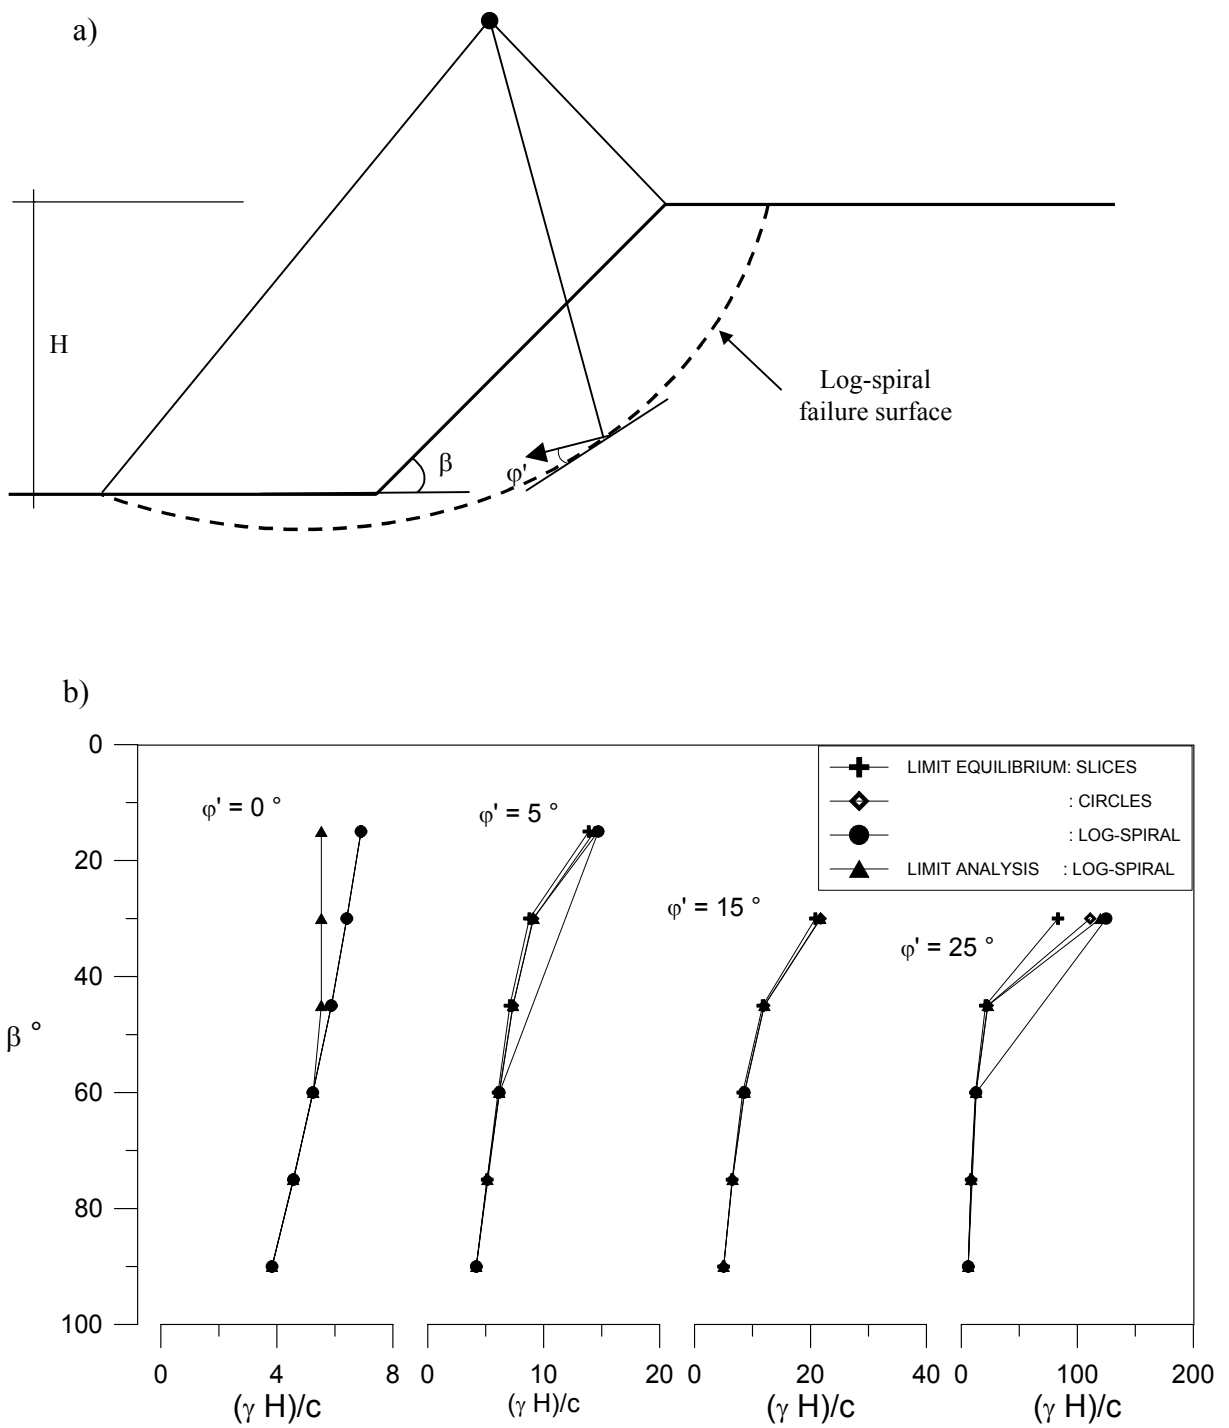 a)
H
β
φ'
Log-spiral
failure surface
b)
0
20
40
60
80
100
β °
φ' = 0 °
φ' = 5 °
φ' = 15 °
φ' = 25 °
LIMIT EQUILIBRIUM: SLICES
: CIRCLES
: LOG-SPIRAL
LIMIT ANALYSIS : LOG-SPIRAL
0 4 8
(γ H)/c
0 10 20
(γ H)/c
0 20 40
(γ H)/c
0 100 200
(γ H)/c